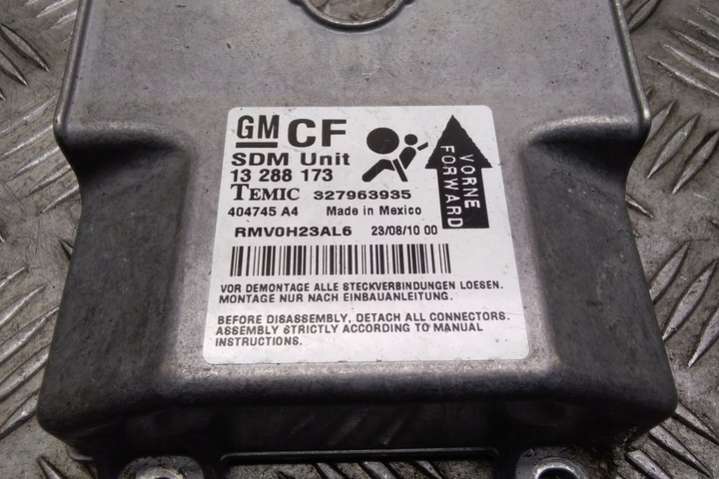 GM CF
SDM Unit
13 288 173
TEMIC 327963935
404745 A4 Made in Mexico
RMV0H23AL6 23/08/10 00
VORNE
FORWARD
VOR DEMONTAGE ALLE STECKVERBINDUNGEN LOESEN.
MONTAGE NUR NACH EINBAUANLEITUNG.
BEFORE DISASSEMBLY, DETACH ALL CONNECTORS.
ASSEMBLY STRICTLY ACCORDING TO MANUAL
INSTRUCTIONS.